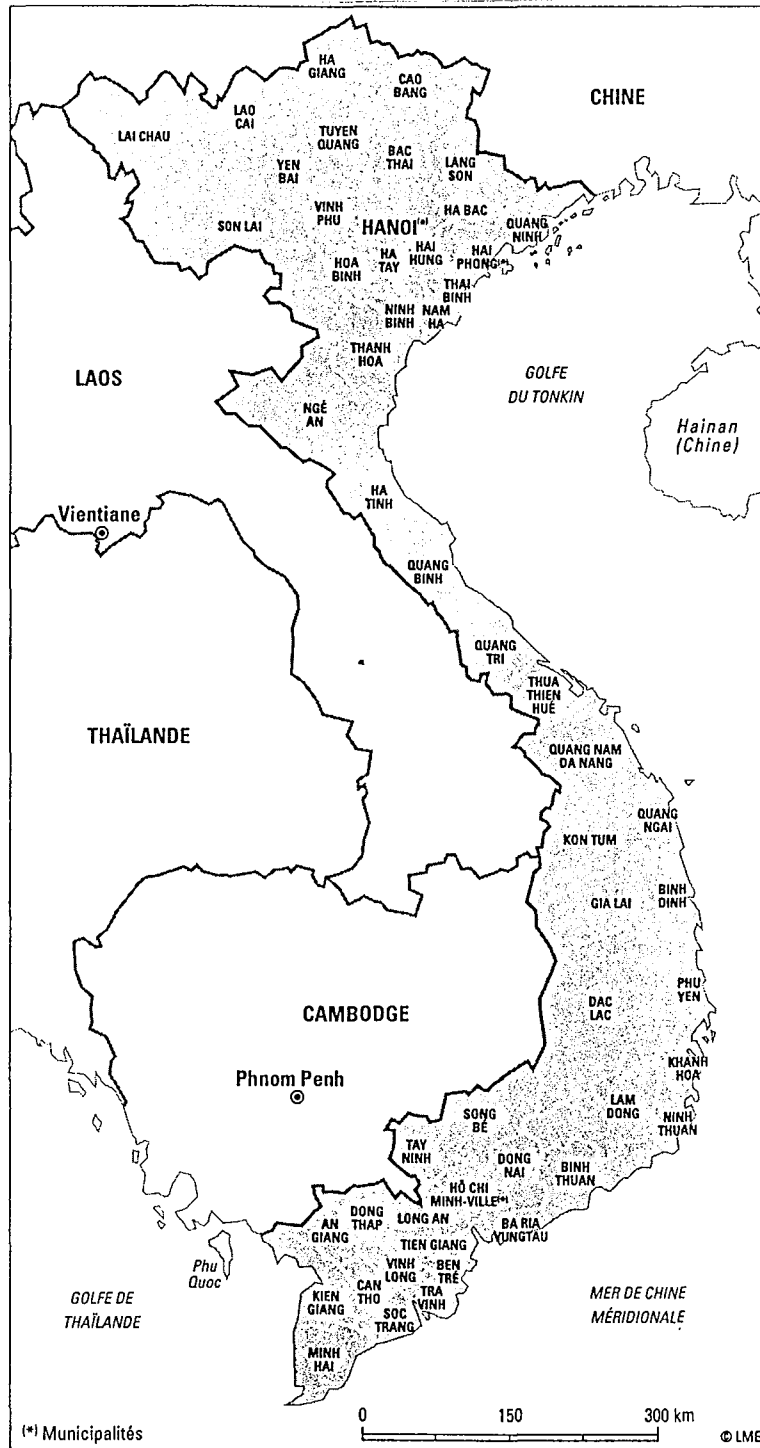 HA
GIANG
CAO
BANG
CHINE
LAO
CAI
LAI CHAU
TUYEN
QUANG
BAC
THAI
LANG
SON
YEN
BAI
VINH
PHU
HA BAC
HANOI(*)
QUANG
NINH
SON LAI
HOA
BINH
HA
TAY
HAI
HUNG
HAI
PHONG(*)
THAI
BINH
NINH
BINH
NAM
HA
THANH
HOA
LAOS
GOLFE
DU TONKIN
NGÉ
AN
Hainan
(Chine)
HA
TINH
Vientiane
QUANG
BINH
QUANG
TRI
THUA
THIEN
HUÉ
THAÏLANDE
QUANG NAM
DA NANG
QUANG
NGAI
KON TUM
GIA LAI
BINH
DINH
PHU
YEN
DAC
LAC
CAMBODGE
KHANH
HOA
Phnom Penh
LAM
DONG
SONG
BÉ
NINH
THUAN
TAY
NINH
DONG
NAI
BINH
THUAN
HÔ CHI
MINH-VILLE(*)
DONG
THAP
LONG AN
AN
GIANG
BA RIA
VUNGTAU
TIEN GIANG
Phu
Quoc
VINH
LONG
BEN
TRÉ
GOLFE DE
THAÏLANDE
KIEN
GIANG
CAN
THO
TRA
VINH
MER DE CHINE
MÉRIDIONALE
SOC
TRANG
MINH
HAI
(*) Municipalités
0 150 300 km
© LME